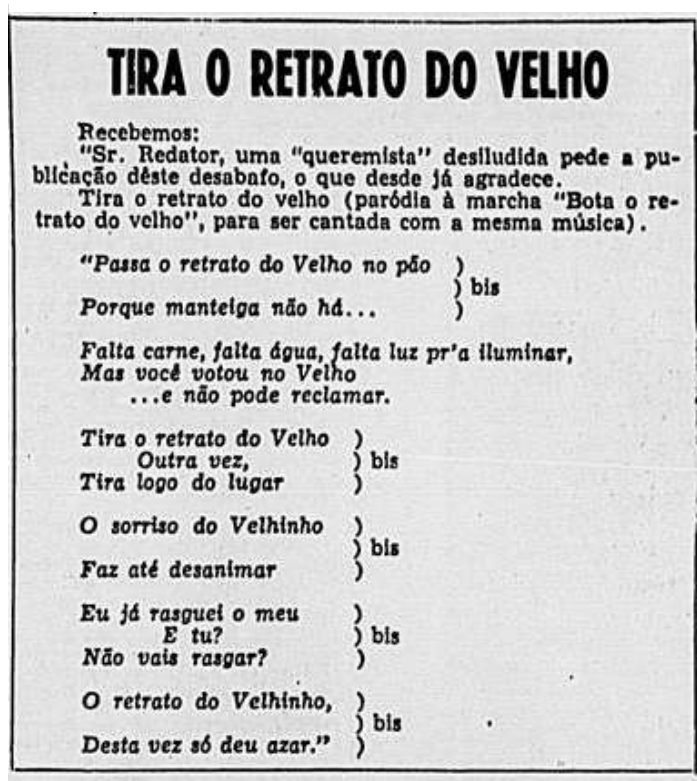 TIRA O RETRATO DO VELHO
Recebemos:
"Sr. Redator, uma "queremista" desiludida pede a pu-
blicação dêste desabafo, o que desde já agradece.
Tira o retrato do velho (paródia à marcha "Bota o re-
trato do velho", para ser cantada com a mesma música).
"Passa o retrato do Velho no pão )
) bis
Porque manteiga não há... )
Falta carne, falta água, falta luz pr'a iluminar,
Mas você votou no Velho
...e não pode reclamar.
Tira o retrato do Velho )
Outra vez, ) bis
Tira logo do lugar )
O sorriso do Velhinho )
) bis
Faz até desanimar )
Eu já rasguei o meu )
E tu? ) bis
Não vais rasgar? )
O retrato do Velhinho, )
) bis
Desta vez só deu azar." )